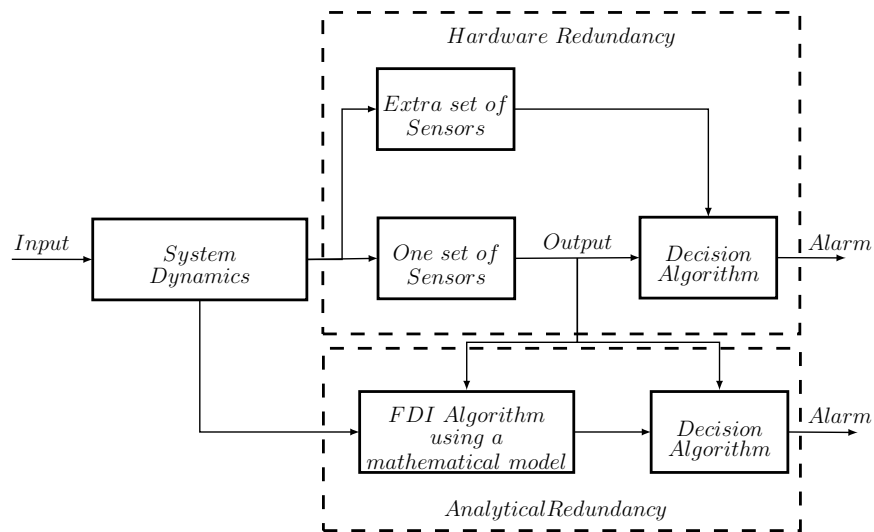 Hardware Redundancy
Extra set of
Sensors
Input
System
Dynamics
One set of
Sensors
Output
Decision
Algorithm
Alarm
FDI Algorithm
using a
mathematical model
Decision
Algorithm
Alarm
AnalyticalRedundancy